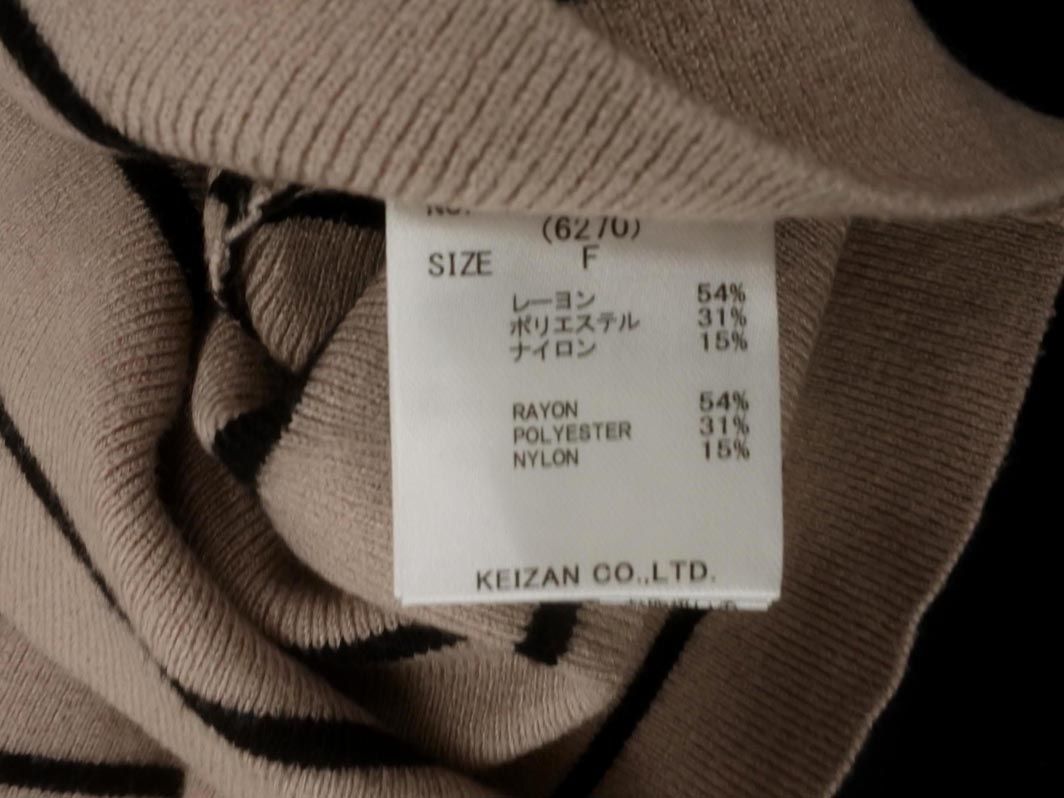 (6270)
SIZE F
レーヨン 54%
ポリエステル 31%
ナイロン 15%
RAYON 54%
POLYESTER 31%
NYLON 15%
KEIZAN CO.,LTD.